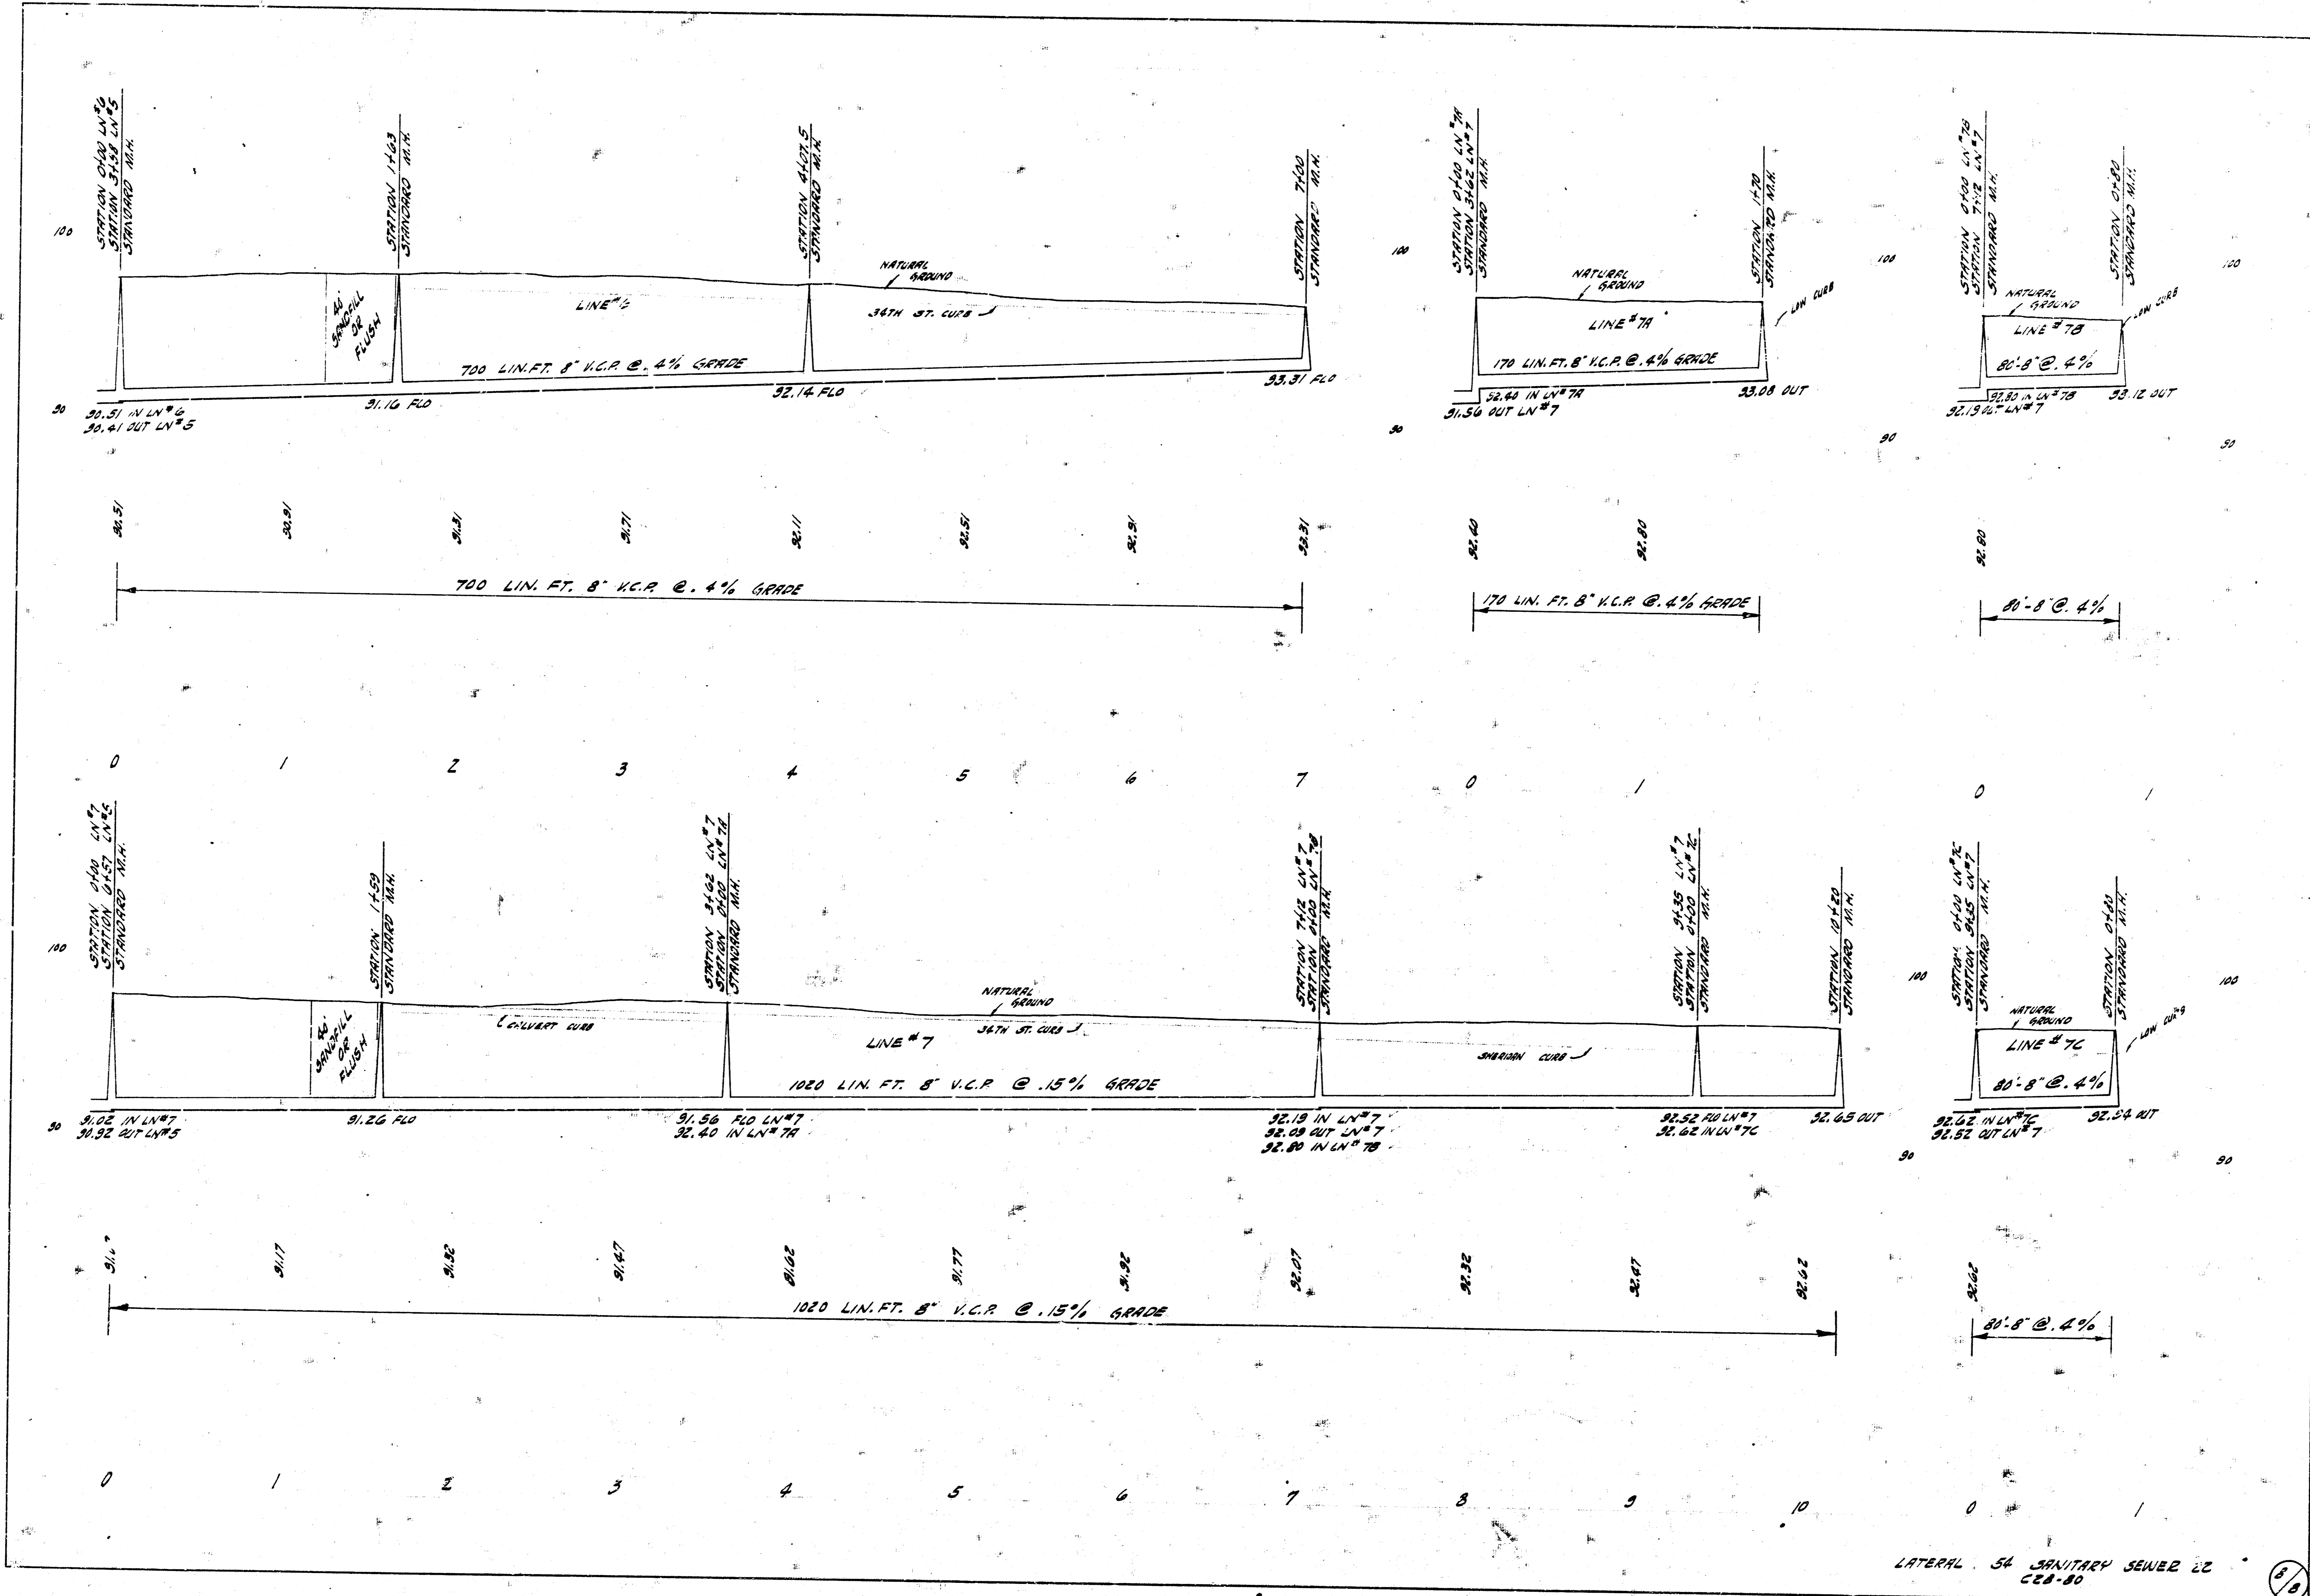 STATION 0+00 LN#6
STATION 3+58 LN#5
STANDARD M.H.
STATION 1+63
STANDARD M.H.
STATION 4+07.5
STANDARD M.H.
STATION 7+00
STANDARD M.H.
STATION 0+00 LN#7A
STATION 3+62 LN#7
STANDARD M.H.
STATION 1+70
STANDARD M.H.
STATION 0+00 LN#7B
STATION 7+12 LN#7
STANDARD M.H.
STATION 0+80
STANDARD M.H.
100
100
100
100
40'
SANDFILL
OR
FLUSH
LINE #6
NATURAL
GROUND
34TH ST. CURB
700 LIN.FT. 8" V.C.P. @ .4% GRADE
NATURAL
GROUND
LINE #7A
LOW CURB
170 LIN.FT. 8" V.C.P. @ .4% GRADE
NATURAL
GROUND
LINE #7B
LOW CURB
80'-8" @ .4%
90
90.51 IN LN#6
90.41 OUT LN#5
91.16 FLO
92.14 FLO
93.31 FLO
90
92.40 IN LN#7A
91.56 OUT LN#7
93.08 OUT
90
92.80 IN LN#7B
92.19 OUT LN#7
93.12 OUT
90
90.51
90.91
91.31
91.71
92.11
92.51
92.91
93.31
92.40
92.80
92.80
700 LIN. FT. 8" V.C.P. @ .4% GRADE
170 LIN. FT. 8" V.C.P. @ .4% GRADE
80'-8" @ .4%
0 1 2 3 4 5 6 7 0 1 0 1
STATION 0+00 LN#7
STATION 6+57 LN#5
STANDARD M.H.
STATION 1+59
STANDARD M.H.
STATION 3+62 LN#7
STATION 0+00 LN#7A
STANDARD M.H.
STATION 7+12 LN#7
STATION 0+00 LN#7B
STANDARD M.H.
STATION 9+35 LN#7
STATION 0+00 LN#7C
STANDARD M.H.
STATION 10+20
STANDARD M.H.
STATION 0+00 LN#7C
STATION 9+35 LN#7
STANDARD M.H.
STATION 0+80
STANDARD M.H.
100
100
100
40'
SANDFILL
OR
FLUSH
CALVERT CURB
LINE #7
NATURAL
GROUND
34TH ST. CURB
SHERIDAN CURB
1020 LIN. FT. 8" V.C.P. @ .15% GRADE
NATURAL
GROUND
LINE #7C
LOW CURB
80'-8" @ .4%
90
91.02 IN LN#7
90.92 OUT LN#5
91.26 FLO
91.56 FLO LN#7
92.40 IN LN#7A
92.19 IN LN#7
92.09 OUT LN#7
92.80 IN LN#7B
92.52 FLO LN#7
92.62 IN LN#7C
92.65 OUT
90
92.62 IN LN#7C
92.52 OUT LN#7
92.94 OUT
90
91.17
91.32
91.47
91.62
91.77
91.92
92.07
92.32
92.47
92.62
92.62
1020 LIN. FT. 8" V.C.P. @ .15% GRADE
80'-8" @ .4%
0 1 2 3 4 5 6 7 8 9 10 0 1
LATERAL 54 SANITARY SEWER 22
C28-80
8/8